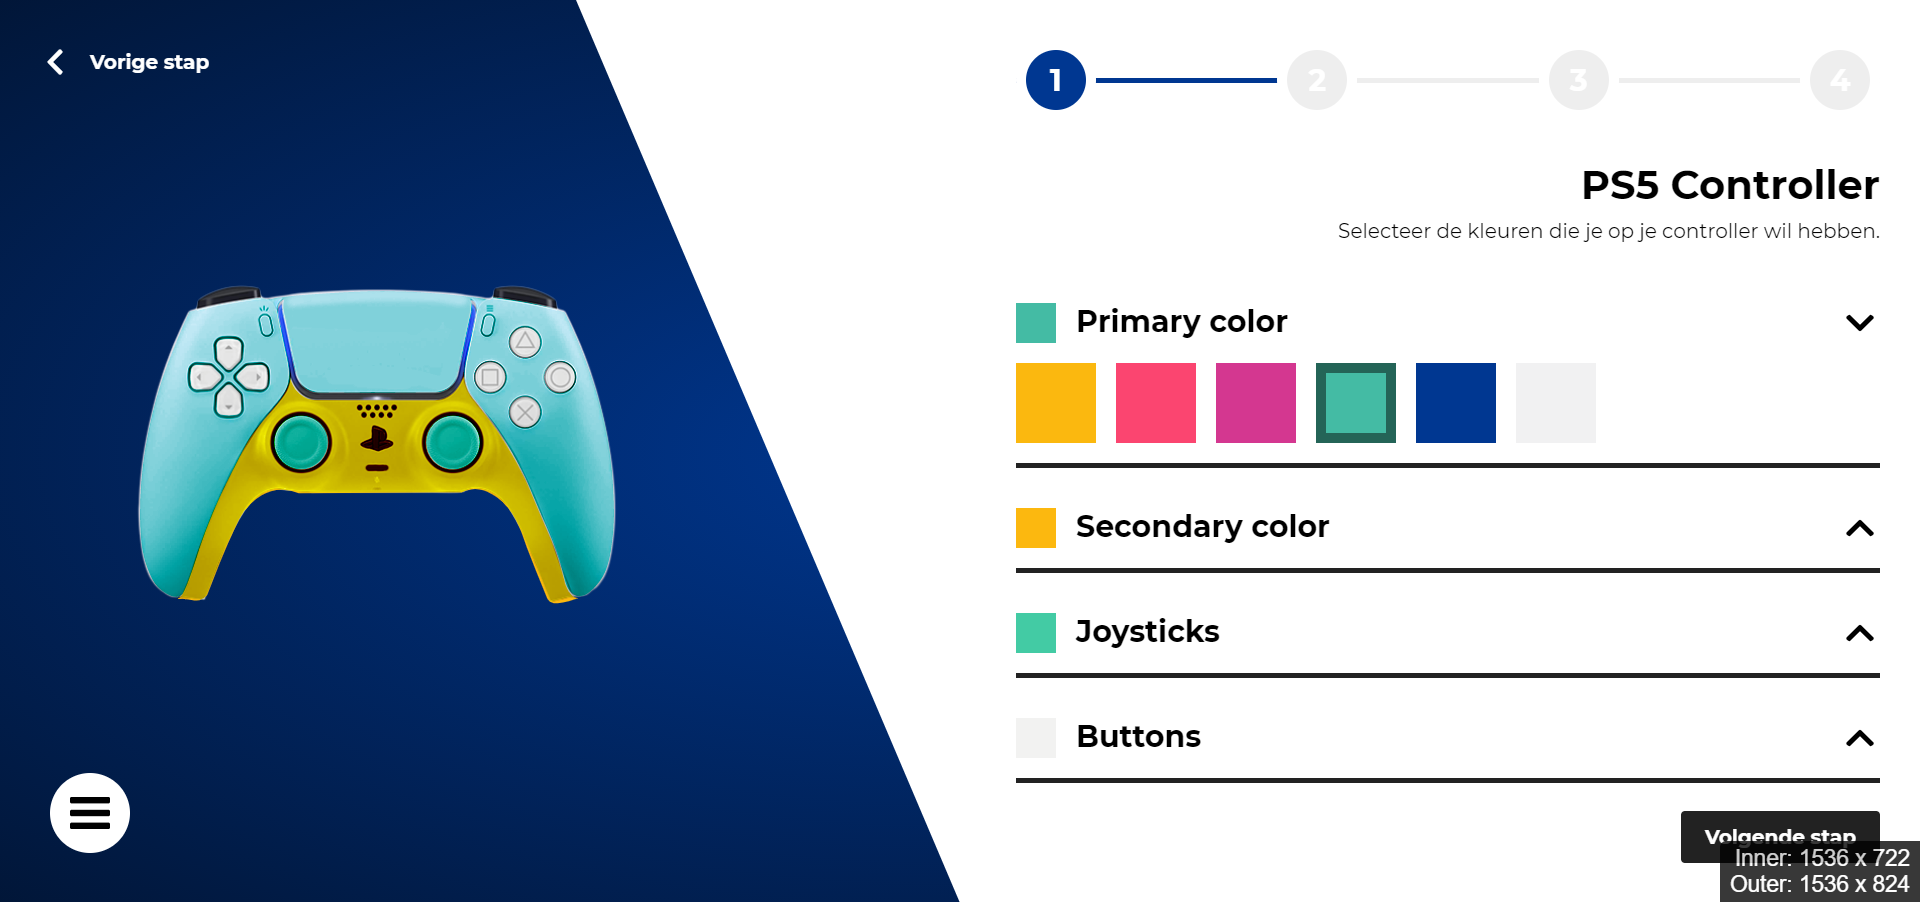 Vorige stap
1
2
3
4
PS5 Controller
Selecteer de kleuren die je op je controller wil hebben.
Primary color
Secondary color
Joysticks
Buttons
Volgende stap
Inner: 1536 x 722
Outer: 1536 x 824